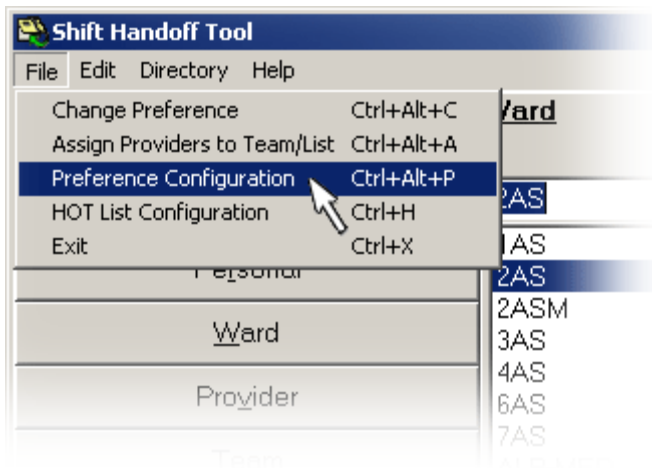 Shift Handoff Tool
File Edit Directory Help
Change Preference Ctrl+Alt+C
Assign Providers to Team/List Ctrl+Alt+A
Preference Configuration Ctrl+Alt+P
HOT List Configuration Ctrl+H
Exit Ctrl+X
Personal
Ward
Provider
Team
Ward
2AS
1AS
2AS
2ASM
3AS
4AS
6AS
7AS